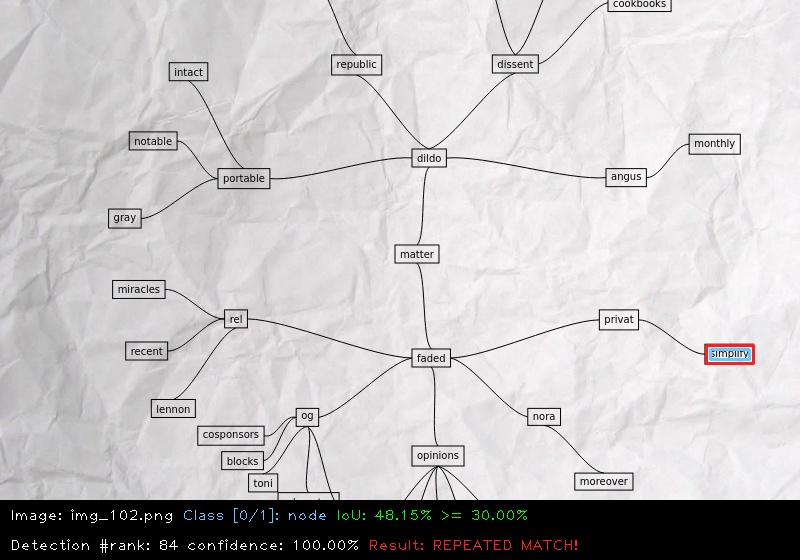 cookbooks
republic
dissent
intact
notable
dildo
monthly
portable
angus
gray
matter
miracles
rel
privat
recent
faded
simplify
lennon
og
nora
cosponsors
opinions
blocks
toni
moreover
Image: img_102.png Class [0/1]: node IoU: 48.15% >= 30.00%
Detection #rank: 84 confidence: 100.00% Result: REPEATED MATCH!